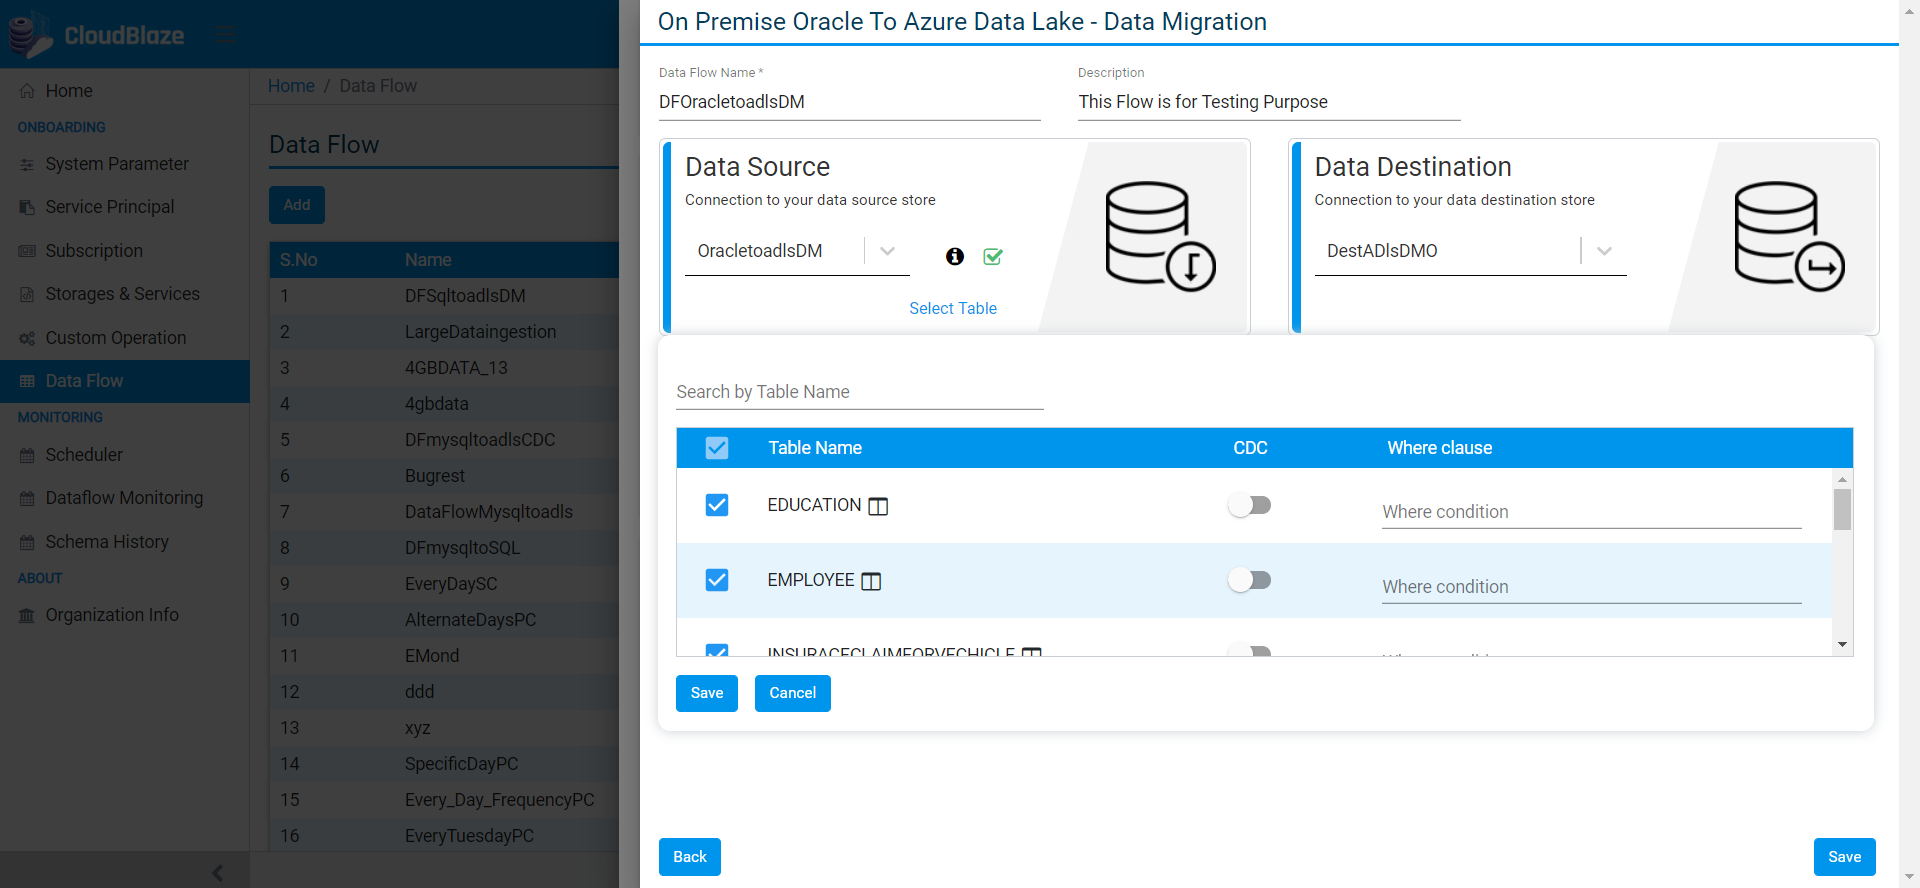 CloudBlaze
Home
ONBOARDING
System Parameter
Service Principal
Subscription
Storages & Services
Custom Operation
Data Flow
MONITORING
Scheduler
Dataflow Monitoring
Schema History
ABOUT
Organization Info
Home / Data Flow
Data Flow
Add
S.No Name
1 DFSqltoadlsDM
2 LargeDataingestion
3 4GBDATA_13
4 4gbdata
5 DFmysqltoadlsCDC
6 Bugrest
7 DataFlowMysqltoadls
8 DFmysqltoSQL
9 EveryDaySC
10 AlternateDaysPC
11 EMond
12 ddd
13 xyz
14 SpecificDayPC
15 Every_Day_FrequencyPC
16 EveryTuesdayPC
On Premise Oracle To Azure Data Lake - Data Migration
Data Flow Name * Description
DFOracletoadlsDM This Flow is for Testing Purpose
Data Source
Connection to your data source store
OracletoadlsDM
Select Table
Data Destination
Connection to your data destination store
DestADlsDMO
Search by Table Name
Table Name CDC Where clause
EDUCATION Where condition
EMPLOYEE Where condition
INSURACECLAIMFORVECHICLE Where condition
Save Cancel
Back Save